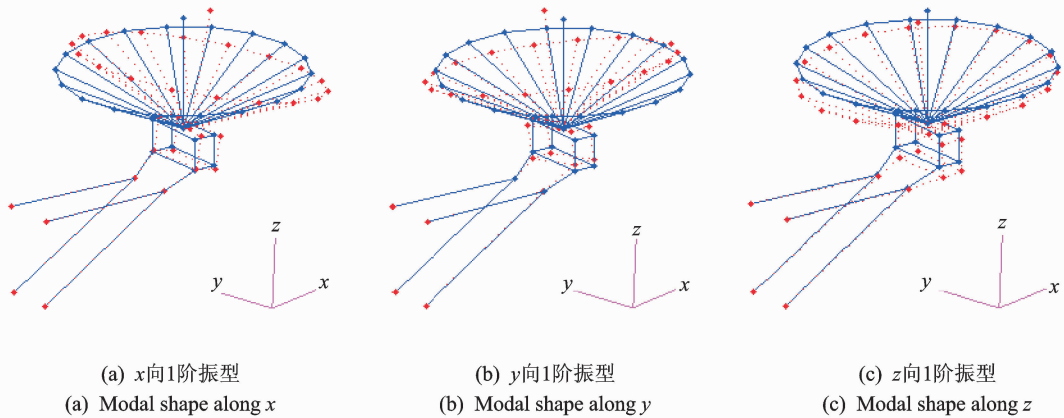 z
y
x
z
y
x
z
y
x
(a) x向1阶振型
(b) y向1阶振型
(c) z向1阶振型
(a) Modal shape along x
(b) Modal shape along y
(c) Modal shape along z